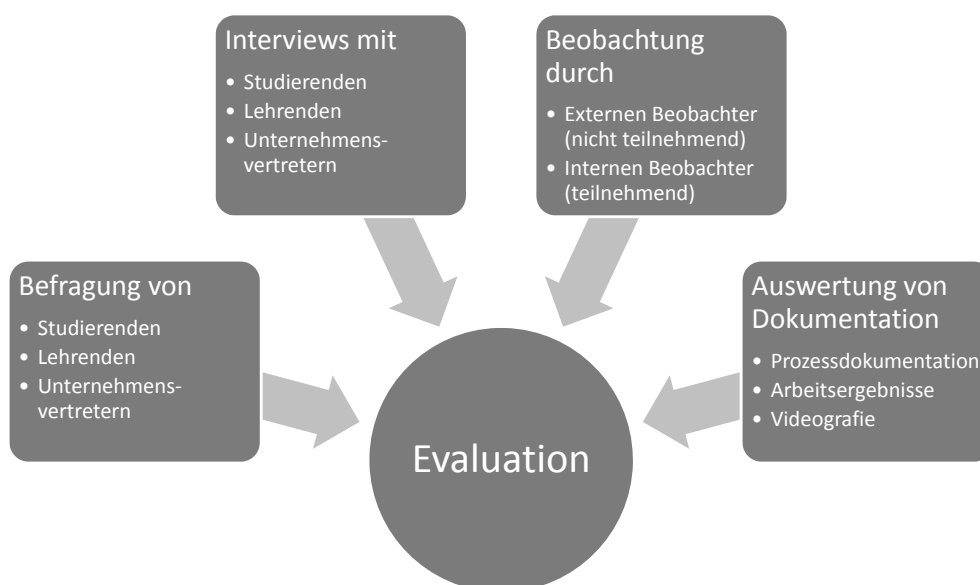 Interviews mit
• Studierenden
• Lehrenden
• Unternehmens-
vertretern
Beobachtung
durch
• Externen Beobachter
(nicht teilnehmend)
• Internen Beobachter
(teilnehmend)
Befragung von
• Studierenden
• Lehrenden
• Unternehmens-
vertretern
Auswertung von
Dokumentation
• Prozessdokumentation
• Arbeitsergebnisse
• Videografie
Evaluation